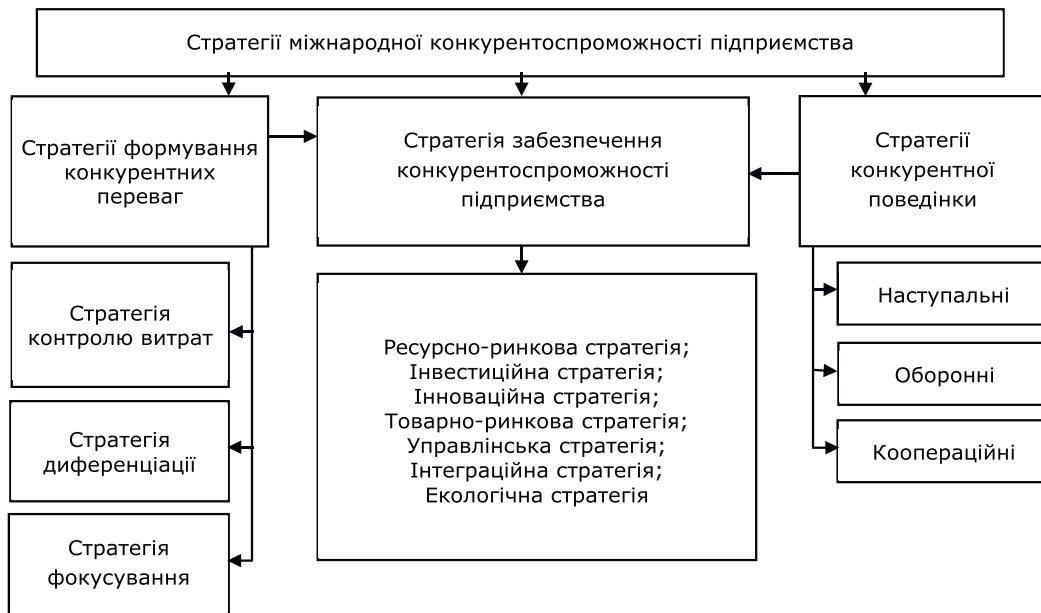 Стратегії міжнародної конкурентоспроможності підприємства
Стратегії формування
конкурентних
переваг
Стратегія забезпечення
конкурентоспроможності
підприємства
Стратегії
конкурентної
поведінки
Стратегія
контролю витрат
Стратегія
диференціації
Стратегія
фокусування
Ресурсно-ринкова стратегія;
Інвестиційна стратегія;
Інноваційна стратегія;
Товарно-ринкова стратегія;
Управлінська стратегія;
Інтеграційна стратегія;
Екологічна стратегія
Наступальні
Оборонні
Коопераційні